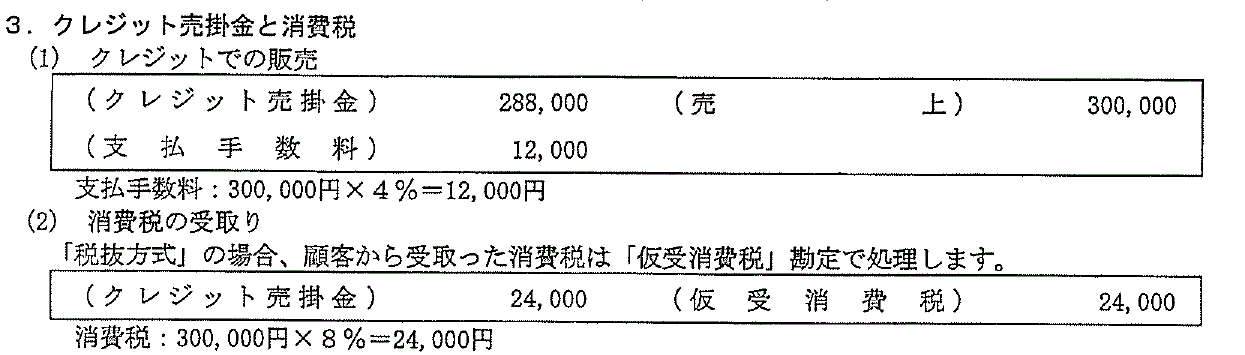 3．クレジット売掛金と消費税
(1)　クレジットでの販売
（クレジット売掛金）　288,000　（売　　　上）　300,000
（支　払　手　数　料）　12,000
支払手数料：300,000円×4％＝12,000円
(2)　消費税の受取り
「税抜方式」の場合、顧客から受取った消費税は「仮受消費税」勘定で処理します。
（クレジット売掛金）　24,000　（仮　受　消　費　税）　24,000
消費税：300,000円×8％＝24,000円